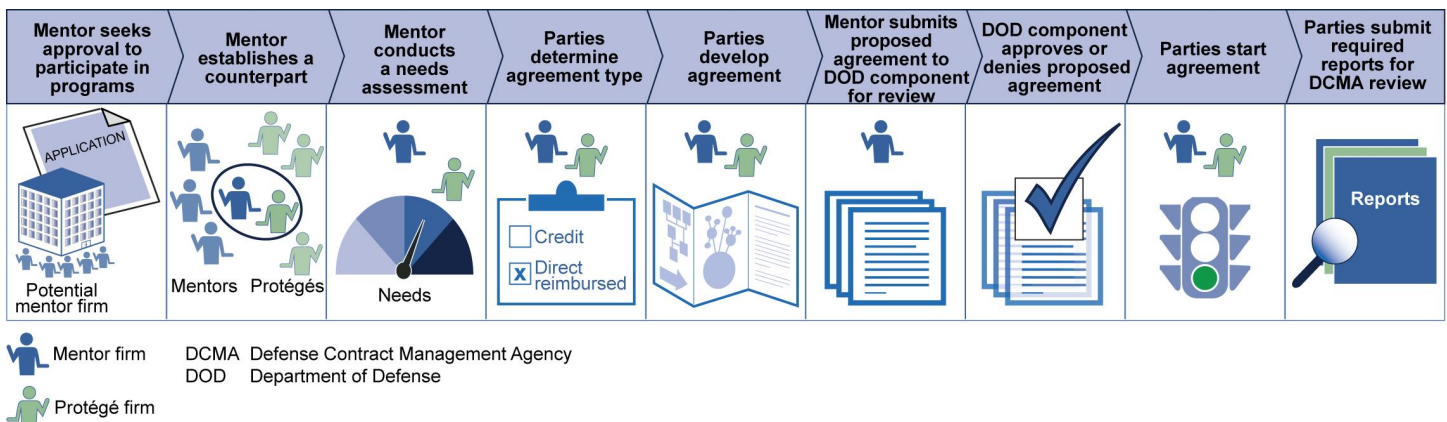 Mentor seeks
approval to
participate in
programs
Mentor
establishes a
counterpart
Mentor
conducts
a needs
assessment
Parties
determine
agreement type
Parties
develop
agreement
Mentor submits
proposed
agreement to
DOD component
for review
DOD component
approves or
denies proposed
agreement
Parties start
agreement
Parties submit
required
reports for
DCMA review
APPLICATION
Potential
mentor firm
Mentors
Protégés
Needs
Credit
X Direct
reimbursed
Reports
Mentor firm
Protégé firm
DCMA Defense Contract Management Agency
DOD Department of Defense